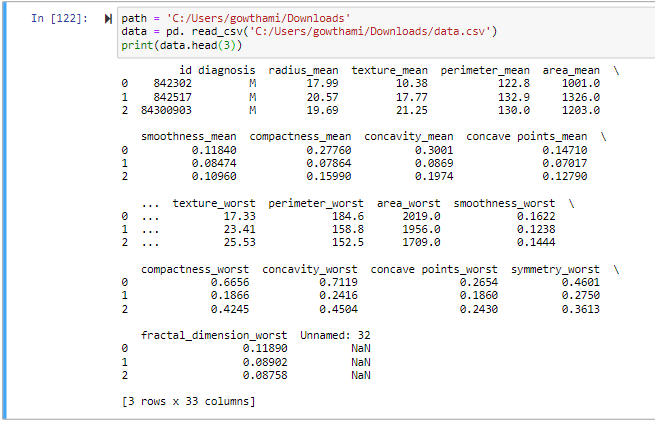 In [122]: path = 'C:/Users/gowthami/Downloads'
data = pd. read_csv('C:/Users/gowthami/Downloads/data.csv')
print(data.head(3))
id diagnosis radius_mean texture_mean perimeter_mean area_mean \
0 842302 M 17.99 10.38 122.8 1001.0
1 842517 M 20.57 17.77 132.9 1326.0
2 84300903 M 19.69 21.25 130.0 1203.0
smoothness_mean compactness_mean concavity_mean concave points_mean \
0 0.11840 0.27760 0.3001 0.14710
1 0.08474 0.07864 0.0869 0.07017
2 0.10960 0.15990 0.1974 0.12790
... texture_worst perimeter_worst area_worst smoothness_worst \
0 ... 17.33 184.6 2019.0 0.1622
1 ... 23.41 158.8 1956.0 0.1238
2 ... 25.53 152.5 1709.0 0.1444
compactness_worst concavity_worst concave points_worst symmetry_worst \
0 0.6656 0.7119 0.2654 0.4601
1 0.1866 0.2416 0.1860 0.2750
2 0.4245 0.4504 0.2430 0.3613
fractal_dimension_worst Unnamed: 32
0 0.11890 NaN
1 0.08902 NaN
2 0.08758 NaN
[3 rows x 33 columns]